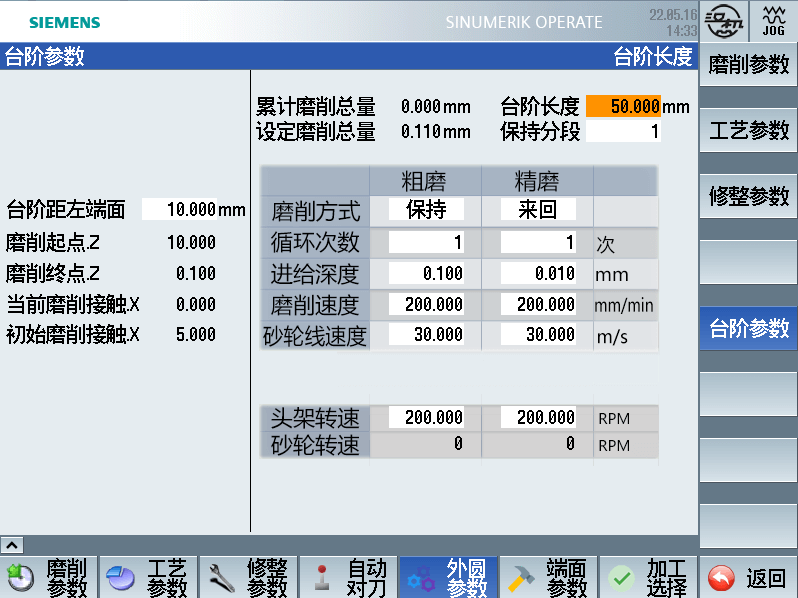 SIEMENS
SINUMERIK OPERATE
22.05.16
14:33
JOG
台阶参数
台阶长度
磨削参数
累计磨削总量 0.000mm 台阶长度 50.000mm
设定磨削总量 0.110mm 保持分段 1
工艺参数
粗磨 精磨
修整参数
台阶距左端面 10.000mm
磨削方式 保持 来回
磨削起点.Z 10.000
循环次数 1 1 次
磨削终点.Z 0.100
进给深度 0.100 0.010 mm
当前磨削接触.X 0.000
磨削速度 200.000 200.000 mm/min
初始磨削接触.X 5.000
砂轮线速度 30.000 30.000 m/s
台阶参数
头架转速 200.000 200.000 RPM
砂轮转速 0 0 RPM
磨削参数
工艺参数
修整参数
自动对刀
外圆参数
端面参数
加工选择
返回